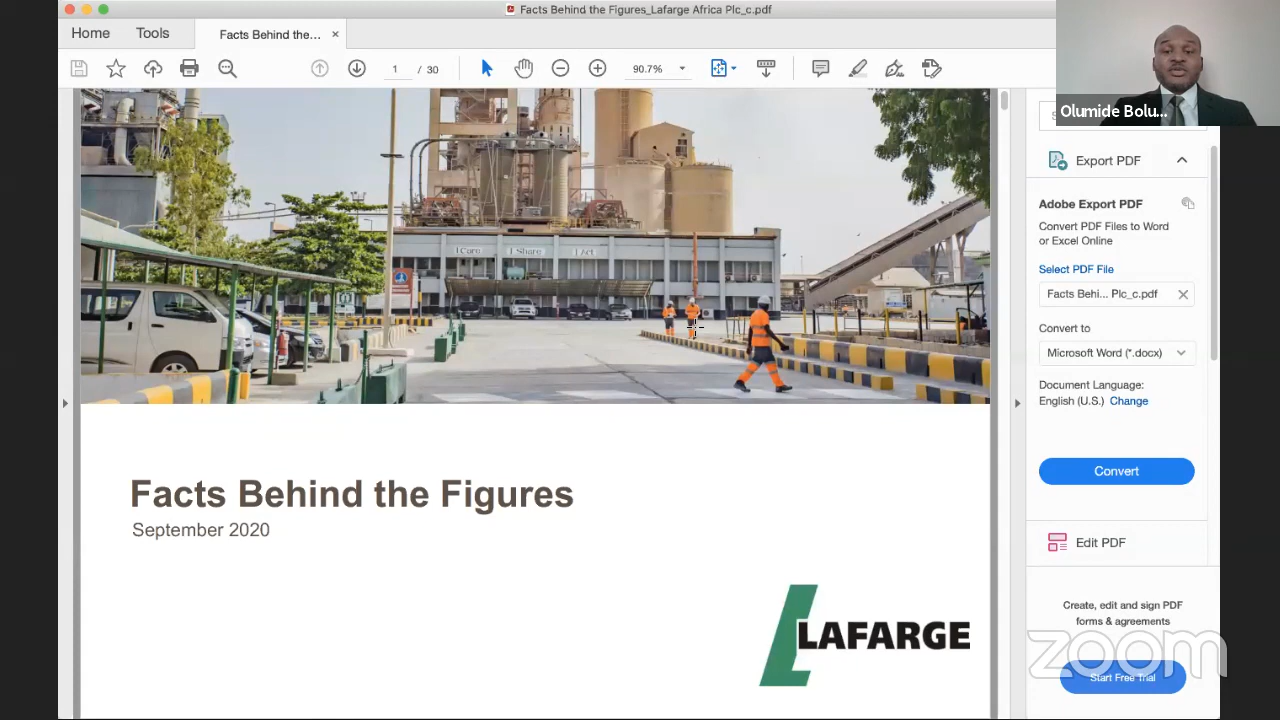 Facts Behind the Figures_Lafarge Africa Plc_c.pdf
Home
Tools
Facts Behind the...
1 / 30
90.7%
Olumide Bolu...
Export PDF
Adobe Export PDF
Convert PDF Files to Word
or Excel Online
Select PDF File
Facts Behi... Plc_c.pdf
Convert to
Microsoft Word (*.docx)
Document Language:
English (U.S.) Change
Convert
Edit PDF
Create, edit and sign PDF
forms & agreements
Start Free Trial
zoom
I Care I Share I Act
Facts Behind the Figures
September 2020
LAFARGE